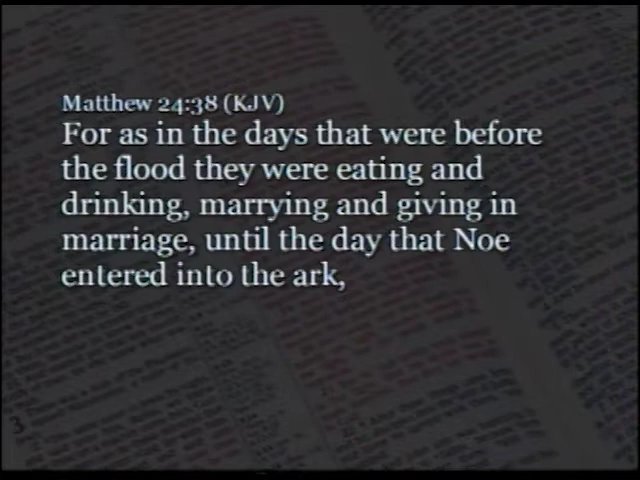 Matthew 24:38 (KJV)
For as in the days that were before
the flood they were eating and
drinking, marrying and giving in
marriage, until the day that Noe
entered into the ark,